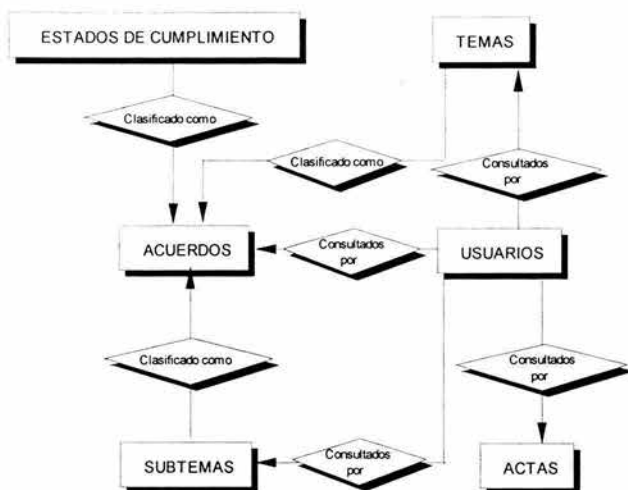 ESTADOS DE CUMPLIMIENTO
TEMAS
Clasificado como
Clasificado como
Consultados
por
ACUERDOS
Consultados
por
USUARIOS
Clasificado como
Consultados
por
SUBTEMAS
Consultados
por
ACTAS